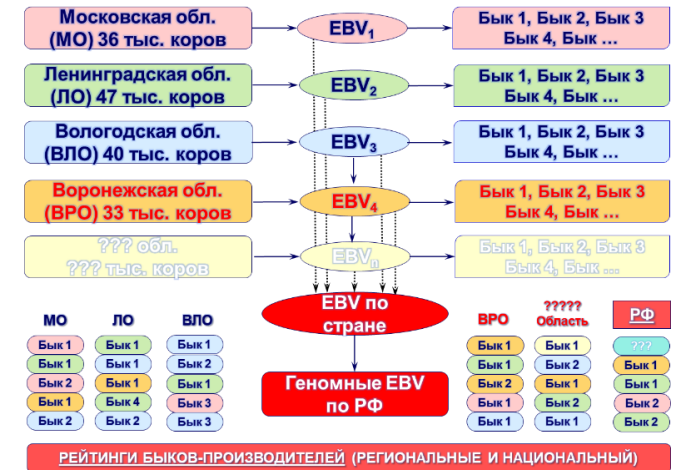 Московская обл.
(МО) 36 тыс. коров
EBV1
Бык 1, Бык 2, Бык 3
Бык 4, Бык …
Ленинградская обл.
(ЛО) 47 тыс. коров
EBV2
Бык 1, Бык 2, Бык 3
Бык 4, Бык …
Вологодская обл.
(ВЛО) 40 тыс. коров
EBV3
Бык 1, Бык 2, Бык 3
Бык 4, Бык …
Воронежская обл.
(ВРО) 33 тыс. коров
EBV4
Бык 1, Бык 2, Бык 3
Бык 4, Бык …
??? обл.
??? тыс. коров
EBVn
Бык 1, Бык 2, Бык 3
Бык 4, Бык …
EBV по
стране
Геномные EBV
по РФ
МО
Бык 1
Бык 1
Бык 2
Бык 1
Бык 2
ЛО
Бык 1
Бык 1
Бык 1
Бык 4
Бык 2
ВЛО
Бык 1
Бык 2
Бык 1
Бык 3
Бык 3
ВРО
Бык 1
Бык 1
Бык 2
Бык 1
Бык 1
?????
Область
Бык 1
Бык 2
Бык 1
Бык 2
Бык 2
РФ
???
Бык 1
Бык 1
Бык 2
Бык 2
РЕЙТИНГИ БЫКОВ-ПРОИЗВОДИТЕЛЕЙ (РЕГИОНАЛЬНЫЕ И НАЦИОНАЛЬНЫЙ)